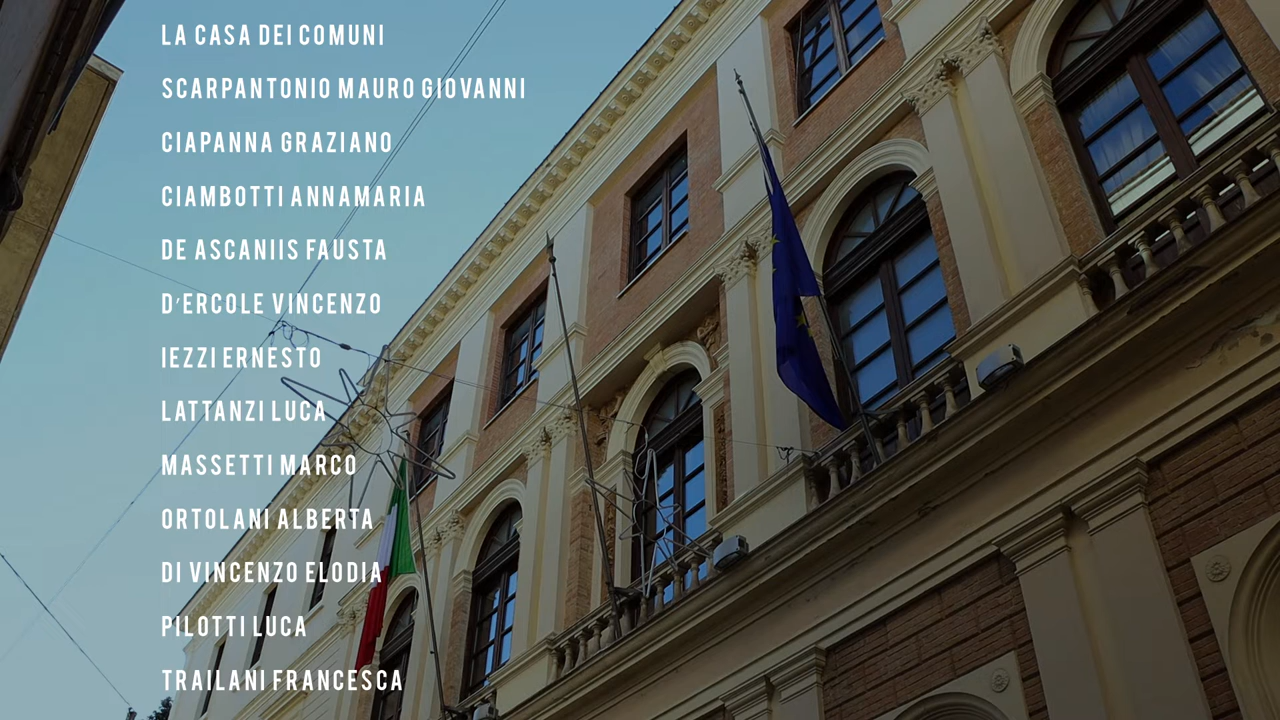 LA CASA DEI COMUNI
SCARPANTONIO MAURO GIOVANNI
CIAPANNA GRAZIANO
CIAMBOTTI ANNAMARIA
DE ASCANIIS FAUSTA
D'ERCOLE VINCENZO
IEZZI ERNESTO
LATTANZI LUCA
MASSETTI MARCO
ORTOLANI ALBERTA
DI VINCENZO ELODIA
PILOTTI LUCA
TRAILANI FRANCESCA